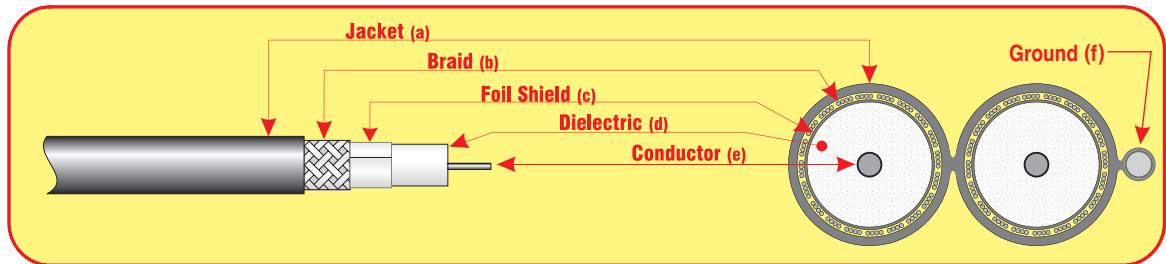 Jacket (a)
Braid (b)
Foil Shield (c)
Dielectric (d)
Conductor (e)
Ground (f)